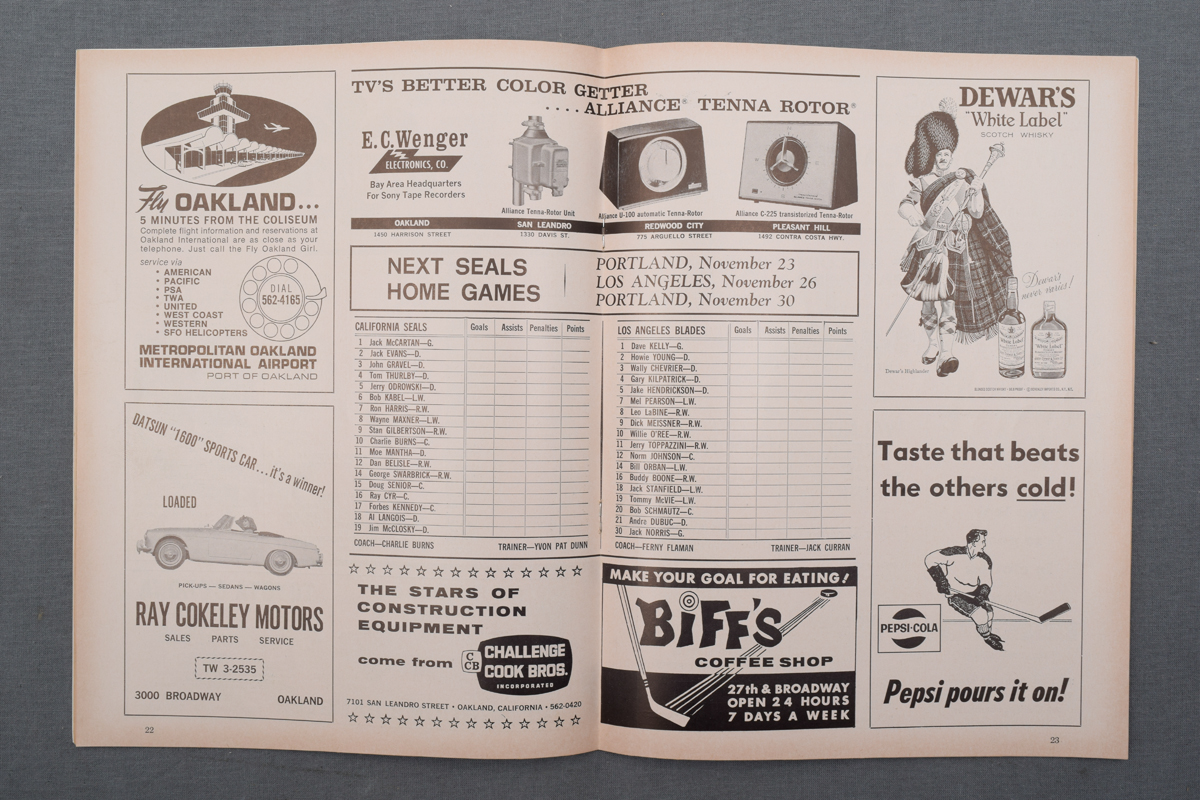 Fly OAKLAND...
5 MINUTES FROM THE COLISEUM
Complete flight information and reservations at
Oakland International are as close as your
telephone. Just call the Fly Oakland Girl.
service via
• AMERICAN
• PACIFIC
• PSA
• TWA
• UNITED
• WEST COAST
• WESTERN
• SFO HELICOPTERS
DIAL
562-4165
METROPOLITAN OAKLAND
INTERNATIONAL AIRPORT
PORT OF OAKLAND
DATSUN "1600" SPORTS CAR...it's a winner!
LOADED
PICK-UPS — SEDANS — WAGONS
RAY COKELEY MOTORS
SALES PARTS SERVICE
TW 3-2535
3000 BROADWAY OAKLAND
22
TV'S BETTER COLOR GETTER
....ALLIANCE® TENNA ROTOR®
E.C.Wenger
ELECTRONICS, CO.
Bay Area Headquarters
For Sony Tape Recorders
Alliance Tenna-Rotor Unit
Alliance U-100 automatic Tenna-Rotor
Alliance C-225 transistorized Tenna-Rotor
OAKLAND SAN LEANDRO REDWOOD CITY PLEASANT HILL
1450 HARRISON STREET 1330 DAVIS ST. 775 ARGUELLO STREET 1492 CONTRA COSTA HWY.
NEXT SEALS
HOME GAMES
PORTLAND, November 23
LOS ANGELES, November 26
PORTLAND, November 30
CALIFORNIA SEALS Goals Assists Penalties Points
1 Jack McCARTAN—G.
2 Jack EVANS—D.
3 John GRAVEL—D.
4 Tom THURLBY—D.
5 Jerry ODROWSKI—D.
6 Bob KABEL—L.W.
7 Ron HARRIS—R.W.
8 Wayne MAXNER—L.W.
9 Stan GILBERTSON—R.W.
10 Charlie BURNS—C.
11 Moe MANTHA—D.
12 Dan BELISLE—R.W.
14 George SWARBRICK—R.W.
15 Doug SENIOR—C.
16 Ray CYR—C.
17 Forbes KENNEDY—C.
18 Al LANGOIS—D.
19 Jim McCLOSKY—D.
COACH—CHARLIE BURNS TRAINER—YVON PAT DUNN
LOS ANGELES BLADES Goals Assists Penalties Points
1 Dave KELLY—G.
2 Howie YOUNG—D.
3 Wally CHEVRIER—D.
4 Gary KILPATRICK—D.
5 Jake HENDRICKSON—D.
7 Mel PEARSON—L.W.
8 Leo LaBINE—R.W.
9 Dick MEISSNER—R.W.
10 Willie O'REE—R.W.
11 Jerry TOPPAZZINI—R.W.
12 Norm JOHNSON—C.
14 Bill ORBAN—L.W.
16 Buddy BOONE—R.W.
18 Jack STANFIELD—L.W.
19 Tommy McVIE—L.W.
20 Bob SCHMAUTZ—C.
21 Andra DUBUC—D.
30 Jack NORRIS—G.
COACH—FERNY FLAMAN TRAINER—JACK CURRAN
THE STARS OF
CONSTRUCTION
EQUIPMENT
come from
CCB
CHALLENGE
COOK BROS.
INCORPORATED
7101 SAN LEANDRO STREET • OAKLAND, CALIFORNIA • 562-0420
MAKE YOUR GOAL FOR EATING!
BIFF'S
COFFEE SHOP
27th & BROADWAY
OPEN 24 HOURS
7 DAYS A WEEK
DEWAR'S
"White Label"
SCOTCH WHISKY
Dewar's
never varies!
Dewar's Highlander
Taste that beats
the others cold!
PEPSI-COLA
Pepsi pours it on!
23